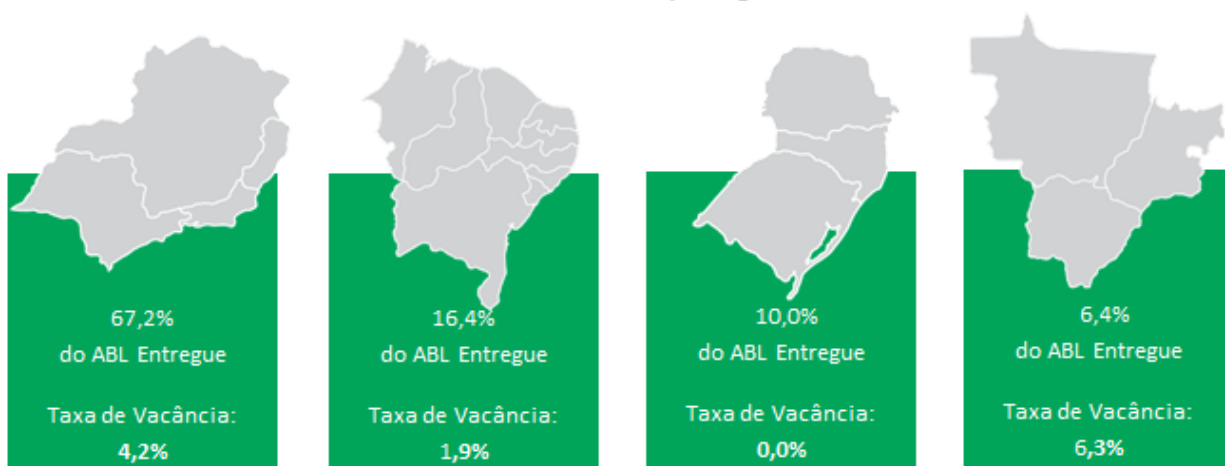 67,2%
do ABL Entregue
Taxa de Vacância:
4,2%
16,4%
do ABL Entregue
Taxa de Vacância:
1,9%
10,0%
do ABL Entregue
Taxa de Vacância:
0,0%
6,4%
do ABL Entregue
Taxa de Vacância:
6,3%